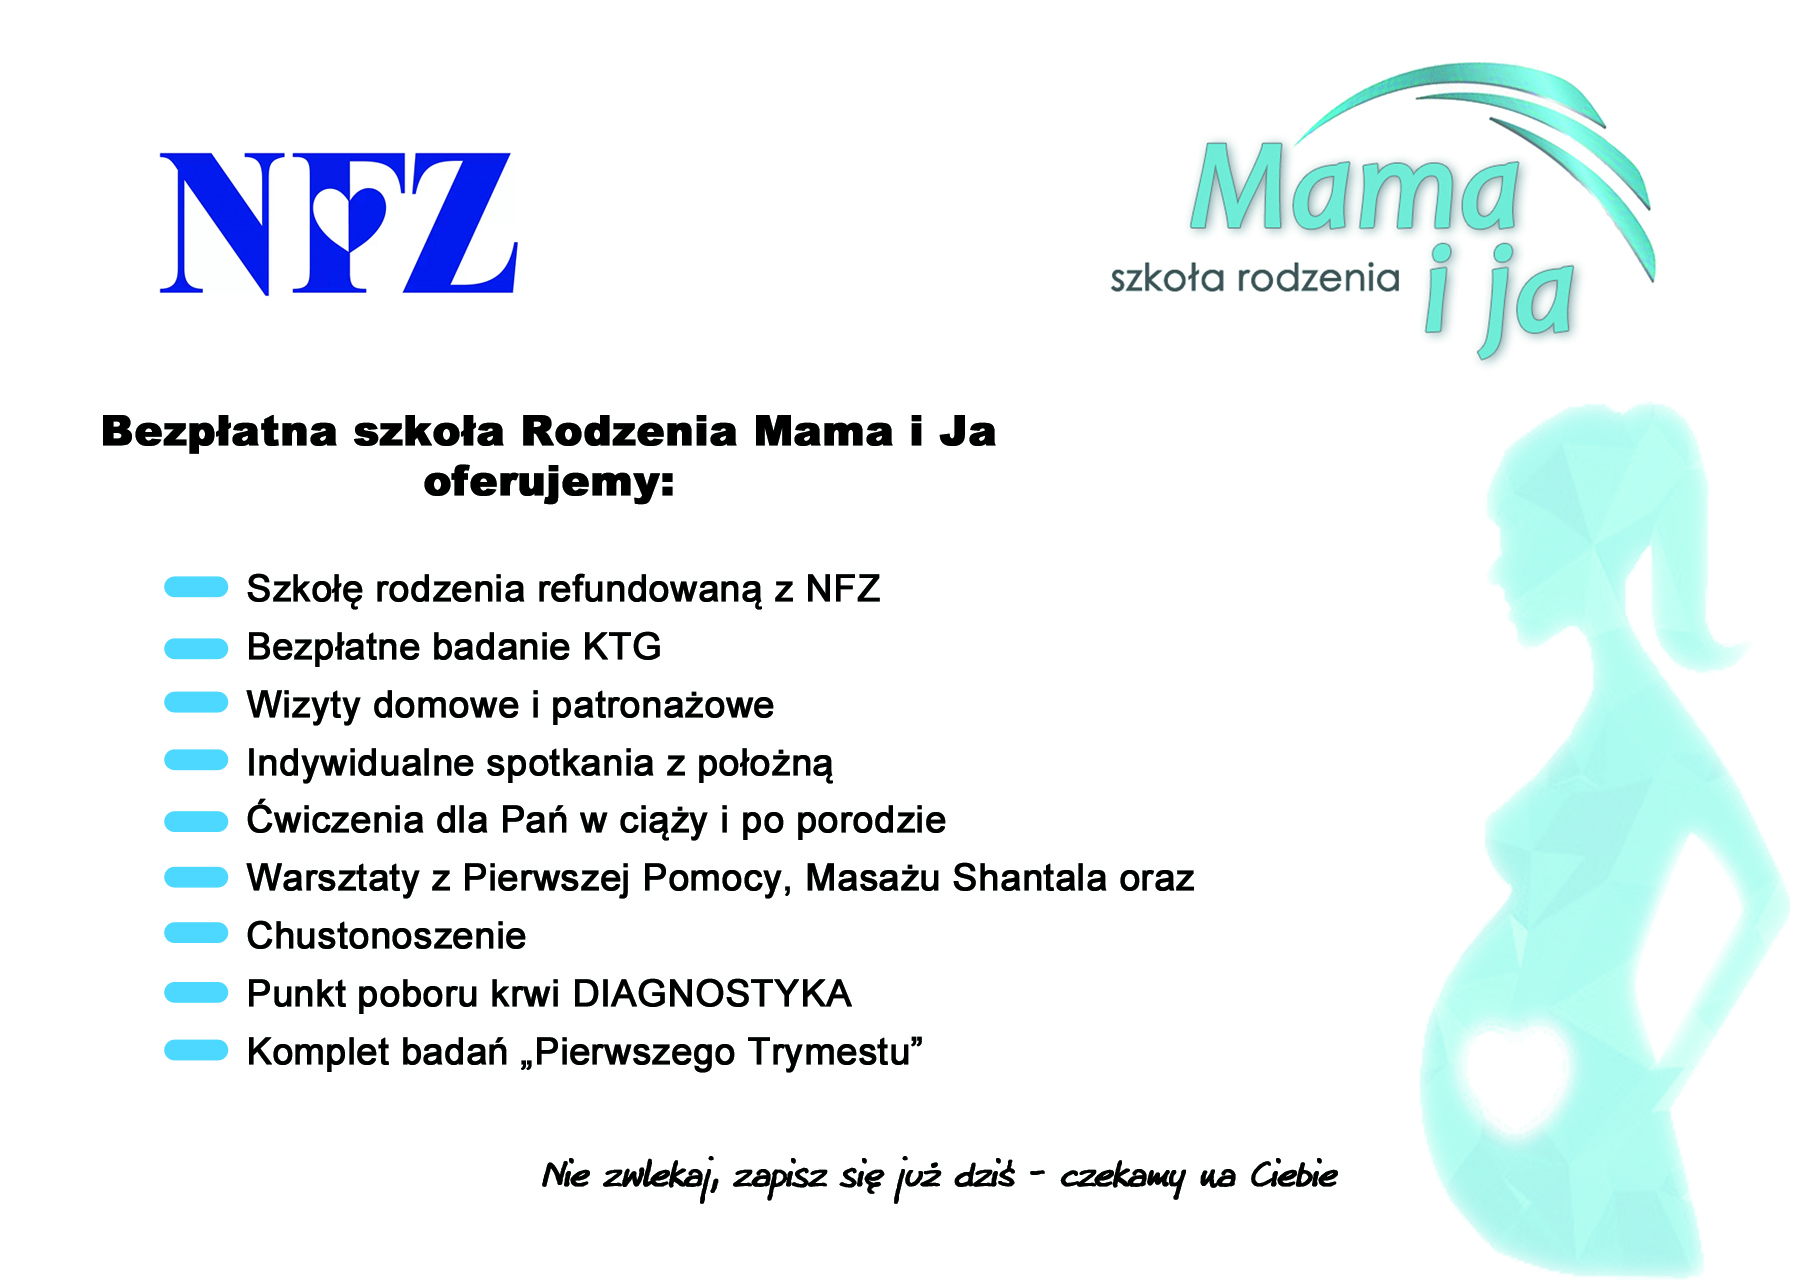 NFZ
Mama
szkoła rodzenia i ja
Bezpłatna szkoła Rodzenia Mama i Ja
oferujemy:
Szkołę rodzenia refundowaną z NFZ
Bezpłatne badanie KTG
Wizyty domowe i patronażowe
Indywidualne spotkania z położną
Ćwiczenia dla Pań w ciąży i po porodzie
Warsztaty z Pierwszej Pomocy, Masażu Shantala oraz
Chustonoszenie
Punkt poboru krwi DIAGNOSTYKA
Komplet badań „Pierwszego Trymestu”
Nie zwlekaj, zapisz się już dziś - czekamy na Ciebie